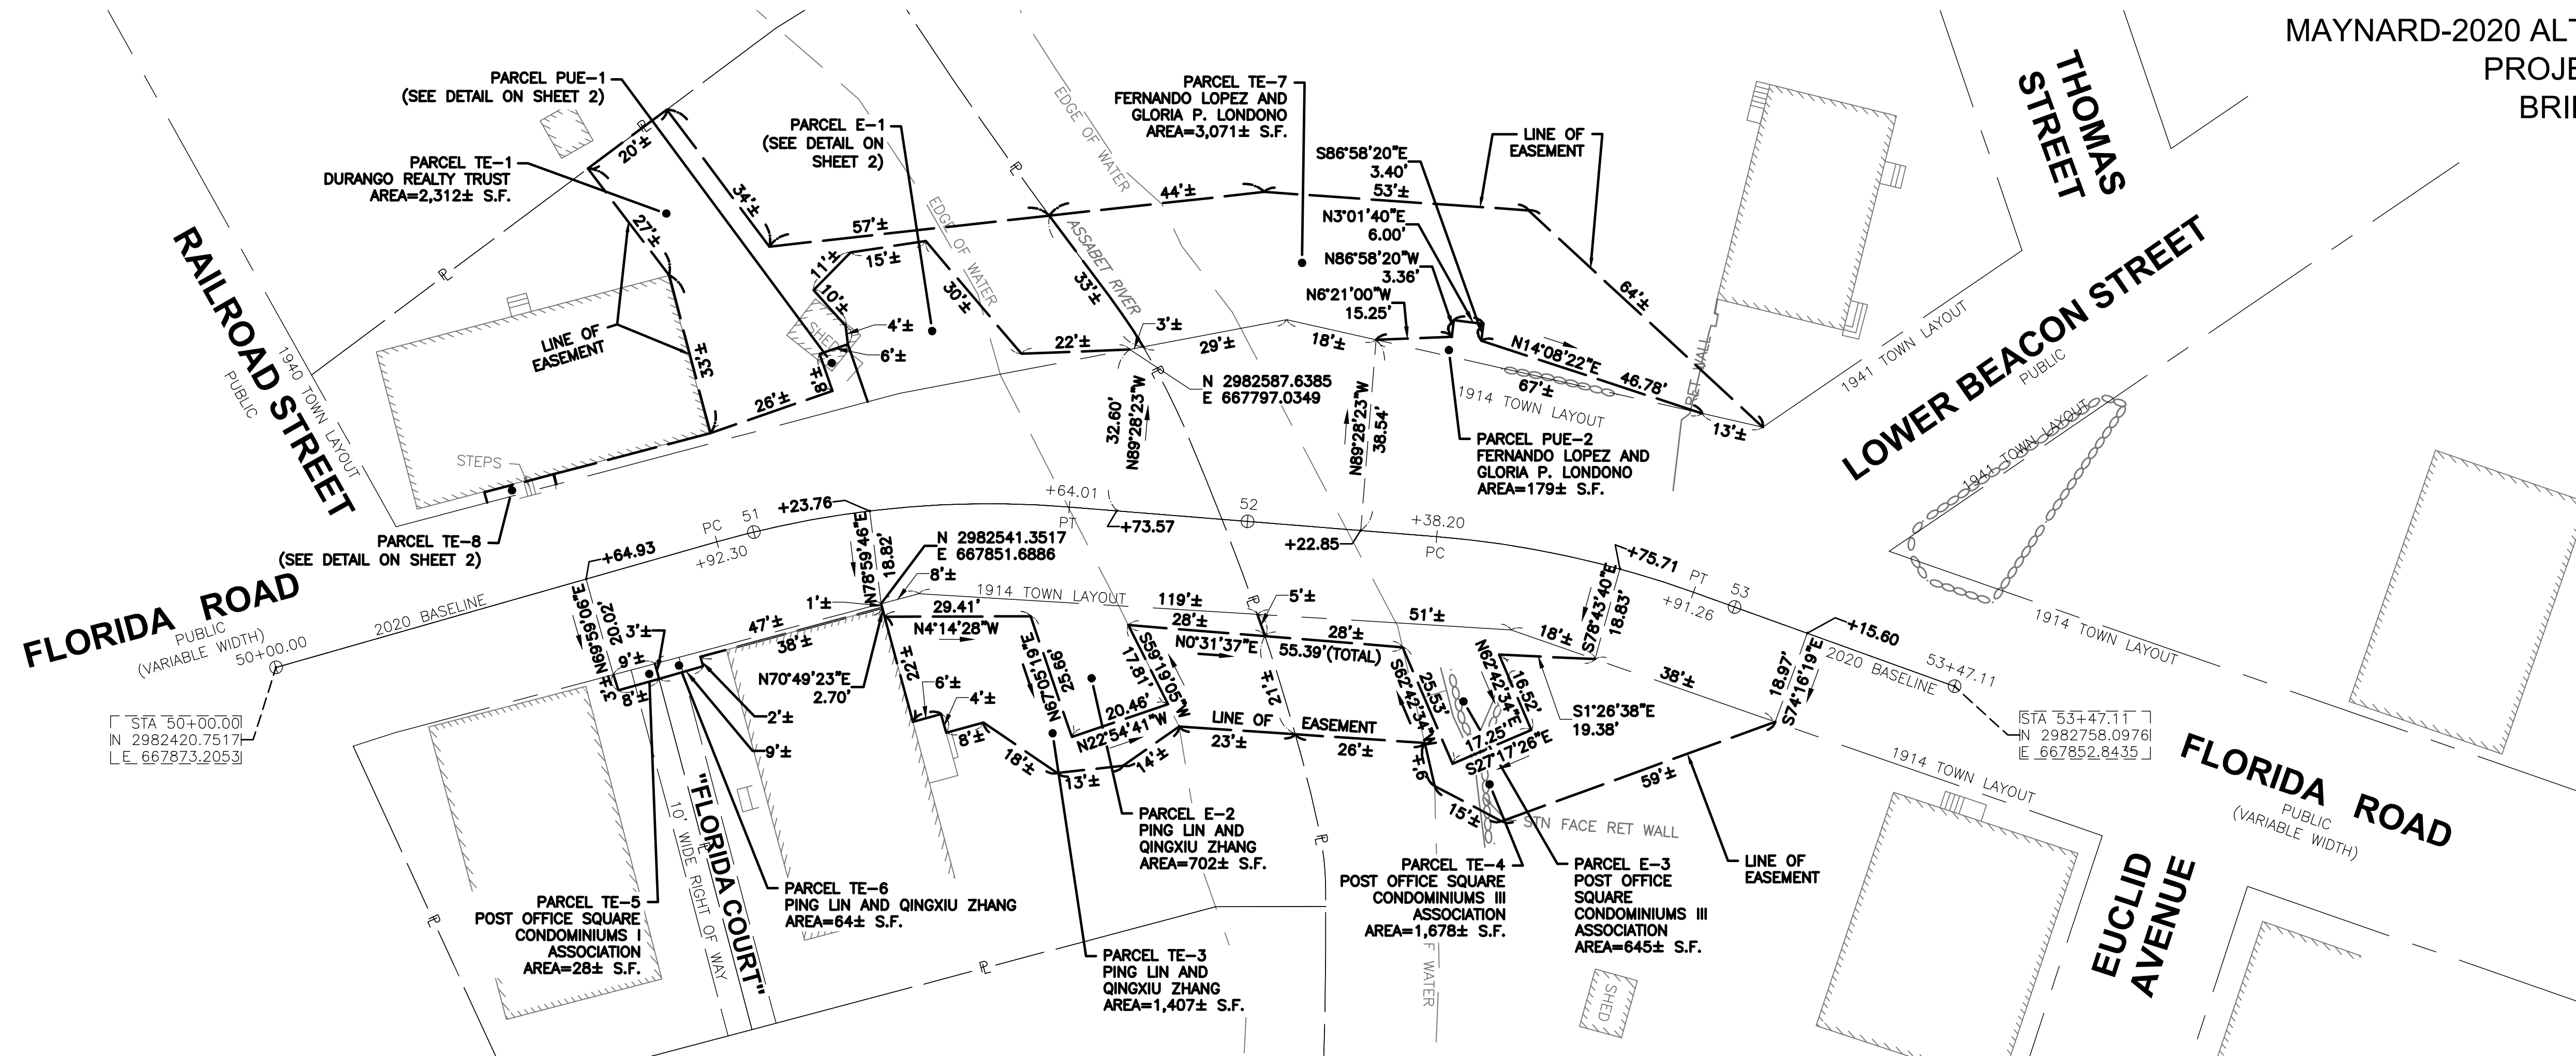 MAYNARD-2020 ALT
PROJE
BRI
THOMAS
STREET
PARCEL PUE-1
(SEE DETAIL ON SHEET 2)
PARCEL TE-1
DURANGO REALTY TRUST
AREA=2,312± S.F.
PARCEL E-1
(SEE DETAIL ON
SHEET 2)
PARCEL TE-7
FERNANDO LOPEZ AND
GLORIA P. LONDONO
AREA=3,071± S.F.
EDGE OF WATER
EDGE OF WATER
ASSABET RIVER
LINE OF
EASEMENT
S86°58'20"E
3.40'
N3°01'40"E
6.00'
N86°58'20"W
3.36'
N6°21'00"W
15.25'
20'±
34'±
27'±
57'±
44'±
53'±
64'±
11'±
15'±
10'±
30'±
33'±
SHED
4'±
6'±
8'±
33'±
26'±
22'±
3'±
29'±
18'±
N14°08'22"E
46.78'
67'±
13'±
LINE OF
EASEMENT
RAILROAD STREET
PUBLIC
1940 TOWN LAYOUT
STEPS
PARCEL TE-8
(SEE DETAIL ON SHEET 2)
N 2982587.6385
E 667797.0349
32.60'
N89°28'23"W
N89°28'23"W
38.54'
1914 TOWN LAYOUT
RET WALL
PARCEL PUE-2
FERNANDO LOPEZ AND
GLORIA P. LONDONO
AREA=179± S.F.
1941 TOWN LAYOUT
LOWER BEACON STREET
PUBLIC
1941 TOWN LAYOUT
1914 TOWN LAYOUT
FLORIDA ROAD
PUBLIC
(VARIABLE WIDTH)
50+00.00
2020 BASELINE
STA 50+00.00
N 2982420.7517
E 667873.2053
+64.93
PC
+92.30
51
+23.76
+64.01
PT
+73.57
52
+22.85
+38.20
PC
+75.71
PT
+91.26
53
+15.60
2020 BASELINE
53+47.11
STA 53+47.11
N 2982758.0976
E 667852.8435
N69°59'06"E
20.02'
N78°59'46"E
18.82'
N 2982541.3517
E 667851.6886
8'±
1'±
1914 TOWN LAYOUT
3'±
9'±
3'±
8'±
47'±
38'±
2'±
9'±
29.41'
N4°14'28"W
N70°49'23"E
2.70'
22'±
6'±
4'±
8'±
18'±
13'±
14'±
N67°05'19"E
25.66'
20.46'
N22°54'41"W
S59°19'05"W
17.81'
119'±
5'±
28'±
28'±
N0°31'37"E
55.39'(TOTAL)
21'±
LINE OF EASEMENT
23'±
26'±
51'±
18'±
S78°43'40"E
18.83'
S62°42'34"W
25.53'
N62°42'34"E
16.52'
17.25'
S27°17'26"E
S1°26'38"E
19.38'
9'±
15'±
59'±
38'±
18.97'
S74°16'19"E
STN FACE RET WALL
1914 TOWN LAYOUT
LINE OF
EASEMENT
"FLORIDA COURT"
10' WIDE RIGHT OF WAY
PARCEL TE-5
POST OFFICE SQUARE
CONDOMINIUMS I
ASSOCIATION
AREA=28± S.F.
PARCEL TE-6
PING LIN AND QINGXIU ZHANG
AREA=64± S.F.
PARCEL TE-3
PING LIN AND
QINGXIU ZHANG
AREA=1,407± S.F.
PARCEL E-2
PING LIN AND
QINGXIU ZHANG
AREA=702± S.F.
PARCEL TE-4
POST OFFICE SQUARE
CONDOMINIUMS III
ASSOCIATION
AREA=1,678± S.F.
PARCEL E-3
POST OFFICE
SQUARE
CONDOMINIUMS III
ASSOCIATION
AREA=645± S.F.
F WATER
SHED
EUCLID
AVENUE
FLORIDA ROAD
PUBLIC
(VARIABLE WIDTH)